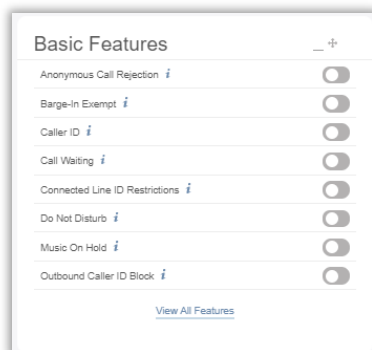 Basic Features
Anonymous Call Rejection i
Barge-In Exempt i
Caller ID i
Call Waiting i
Connected Line ID Restrictions i
Do Not Disturb i
Music On Hold i
Outbound Caller ID Block i
View All Features